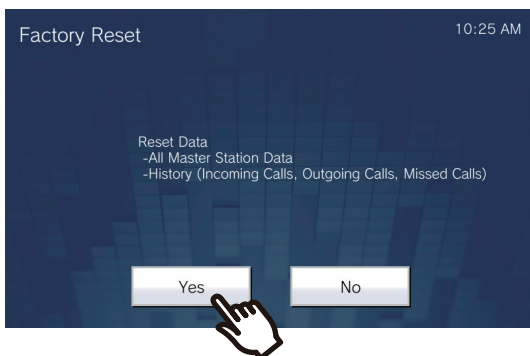 Factory Reset
10:25 AM
Reset Data
-All Master Station Data
-History (Incoming Calls, Outgoing Calls, Missed Calls)
Yes
No